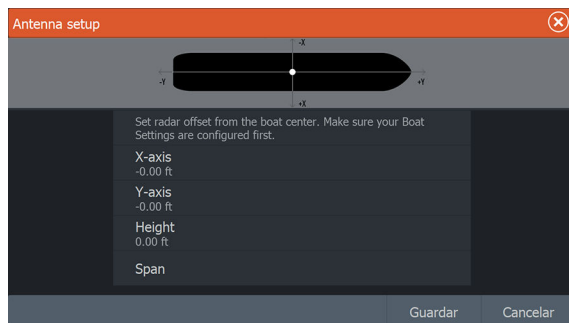 Antenna setup
-X
-Y
+Y
+X
Set radar offset from the boat center. Make sure your Boat
Settings are configured first.
X-axis
-0.00 ft
Y-axis
-0.00 ft
Height
0.00 ft
Span
Guardar Cancelar